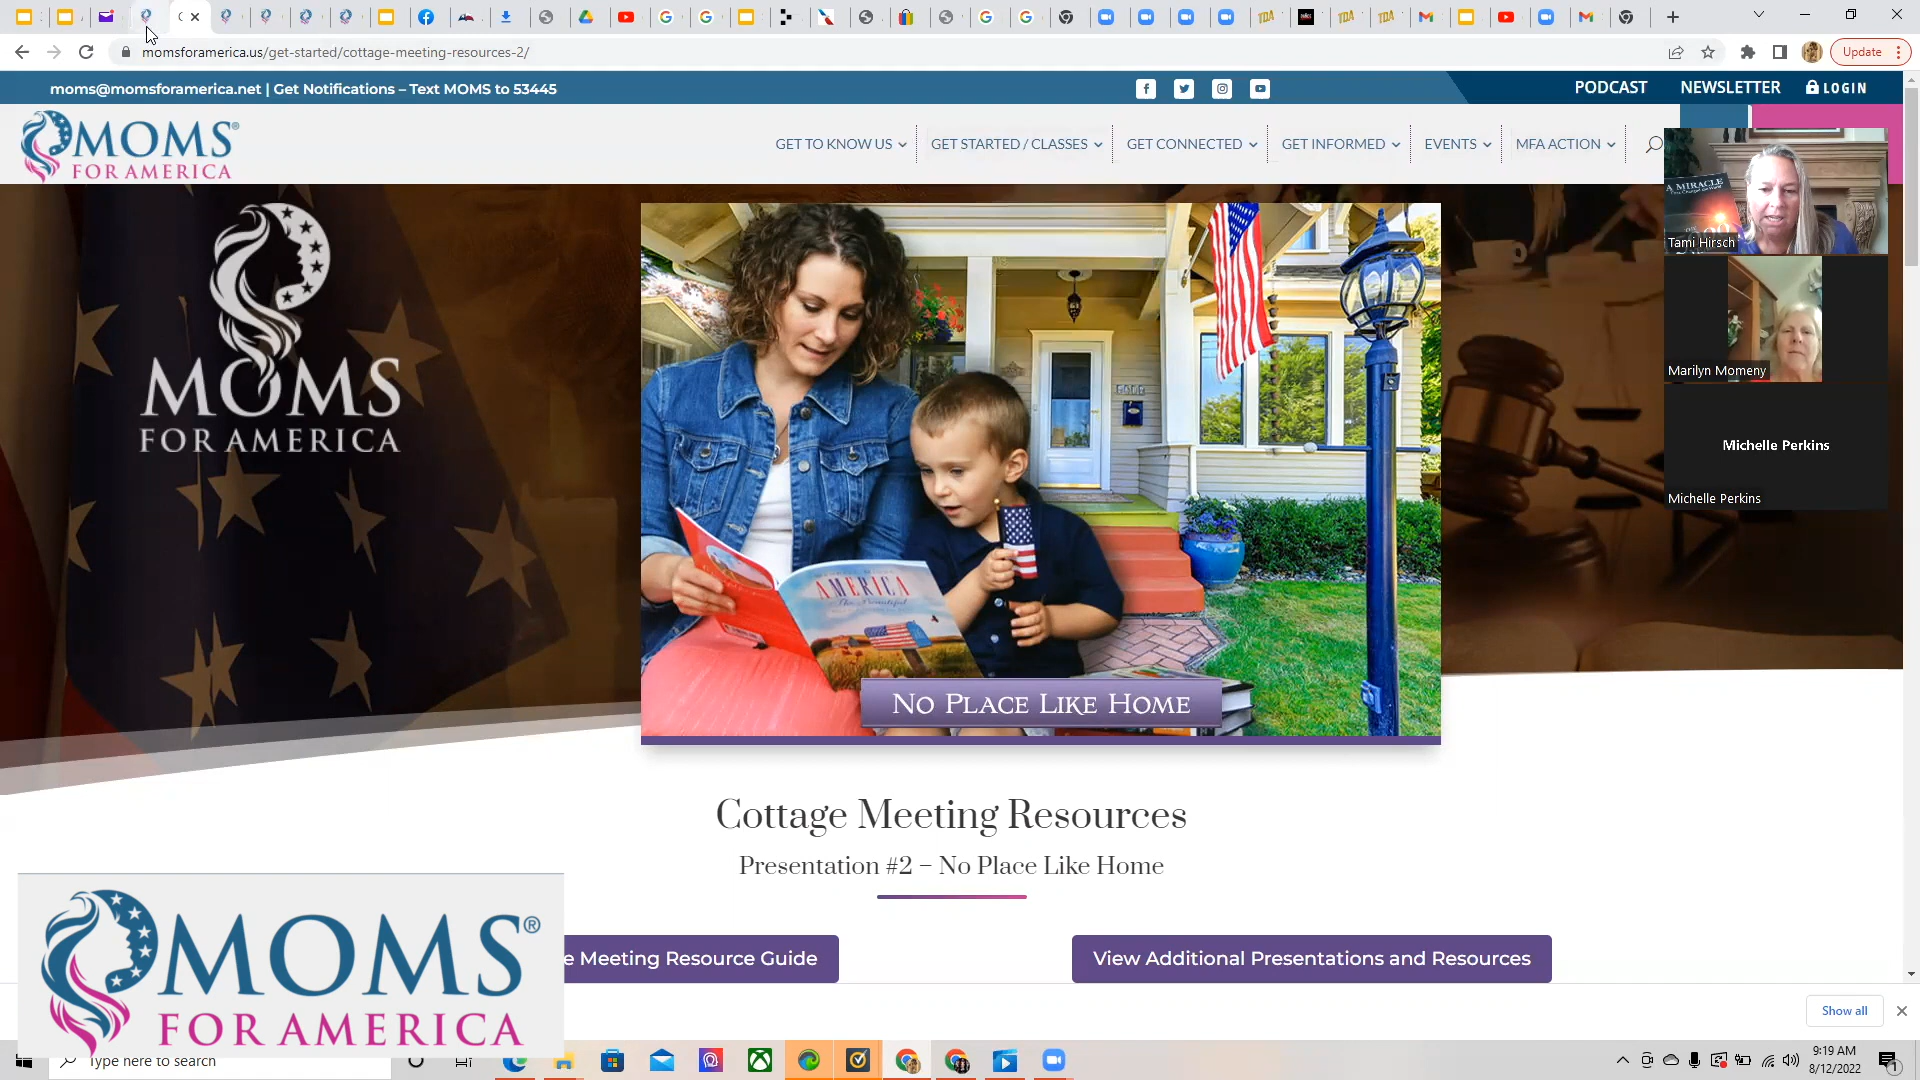 momsforamerica.us/get-started/cottage-meeting-resources-2/
Update
moms@momsforamerica.net | Get Notifications – Text MOMS to 53445
PODCAST
NEWSLETTER
LOGIN
MOMS®
FOR AMERICA
GET TO KNOW US
GET STARTED / CLASSES
GET CONNECTED
GET INFORMED
EVENTS
MFA ACTION
A MIRACLE
Tami Hirsch
Marilyn Momeny
Michelle Perkins
Michelle Perkins
MOMS
FOR AMERICA
AMERICA
The Beautiful
NO PLACE LIKE HOME
Cottage Meeting Resources
Presentation #2 – No Place Like Home
e Meeting Resource Guide
View Additional Presentations and Resources
MOMS®
FOR AMERICA
Show all
Type here to search
9:19 AM
8/12/2022